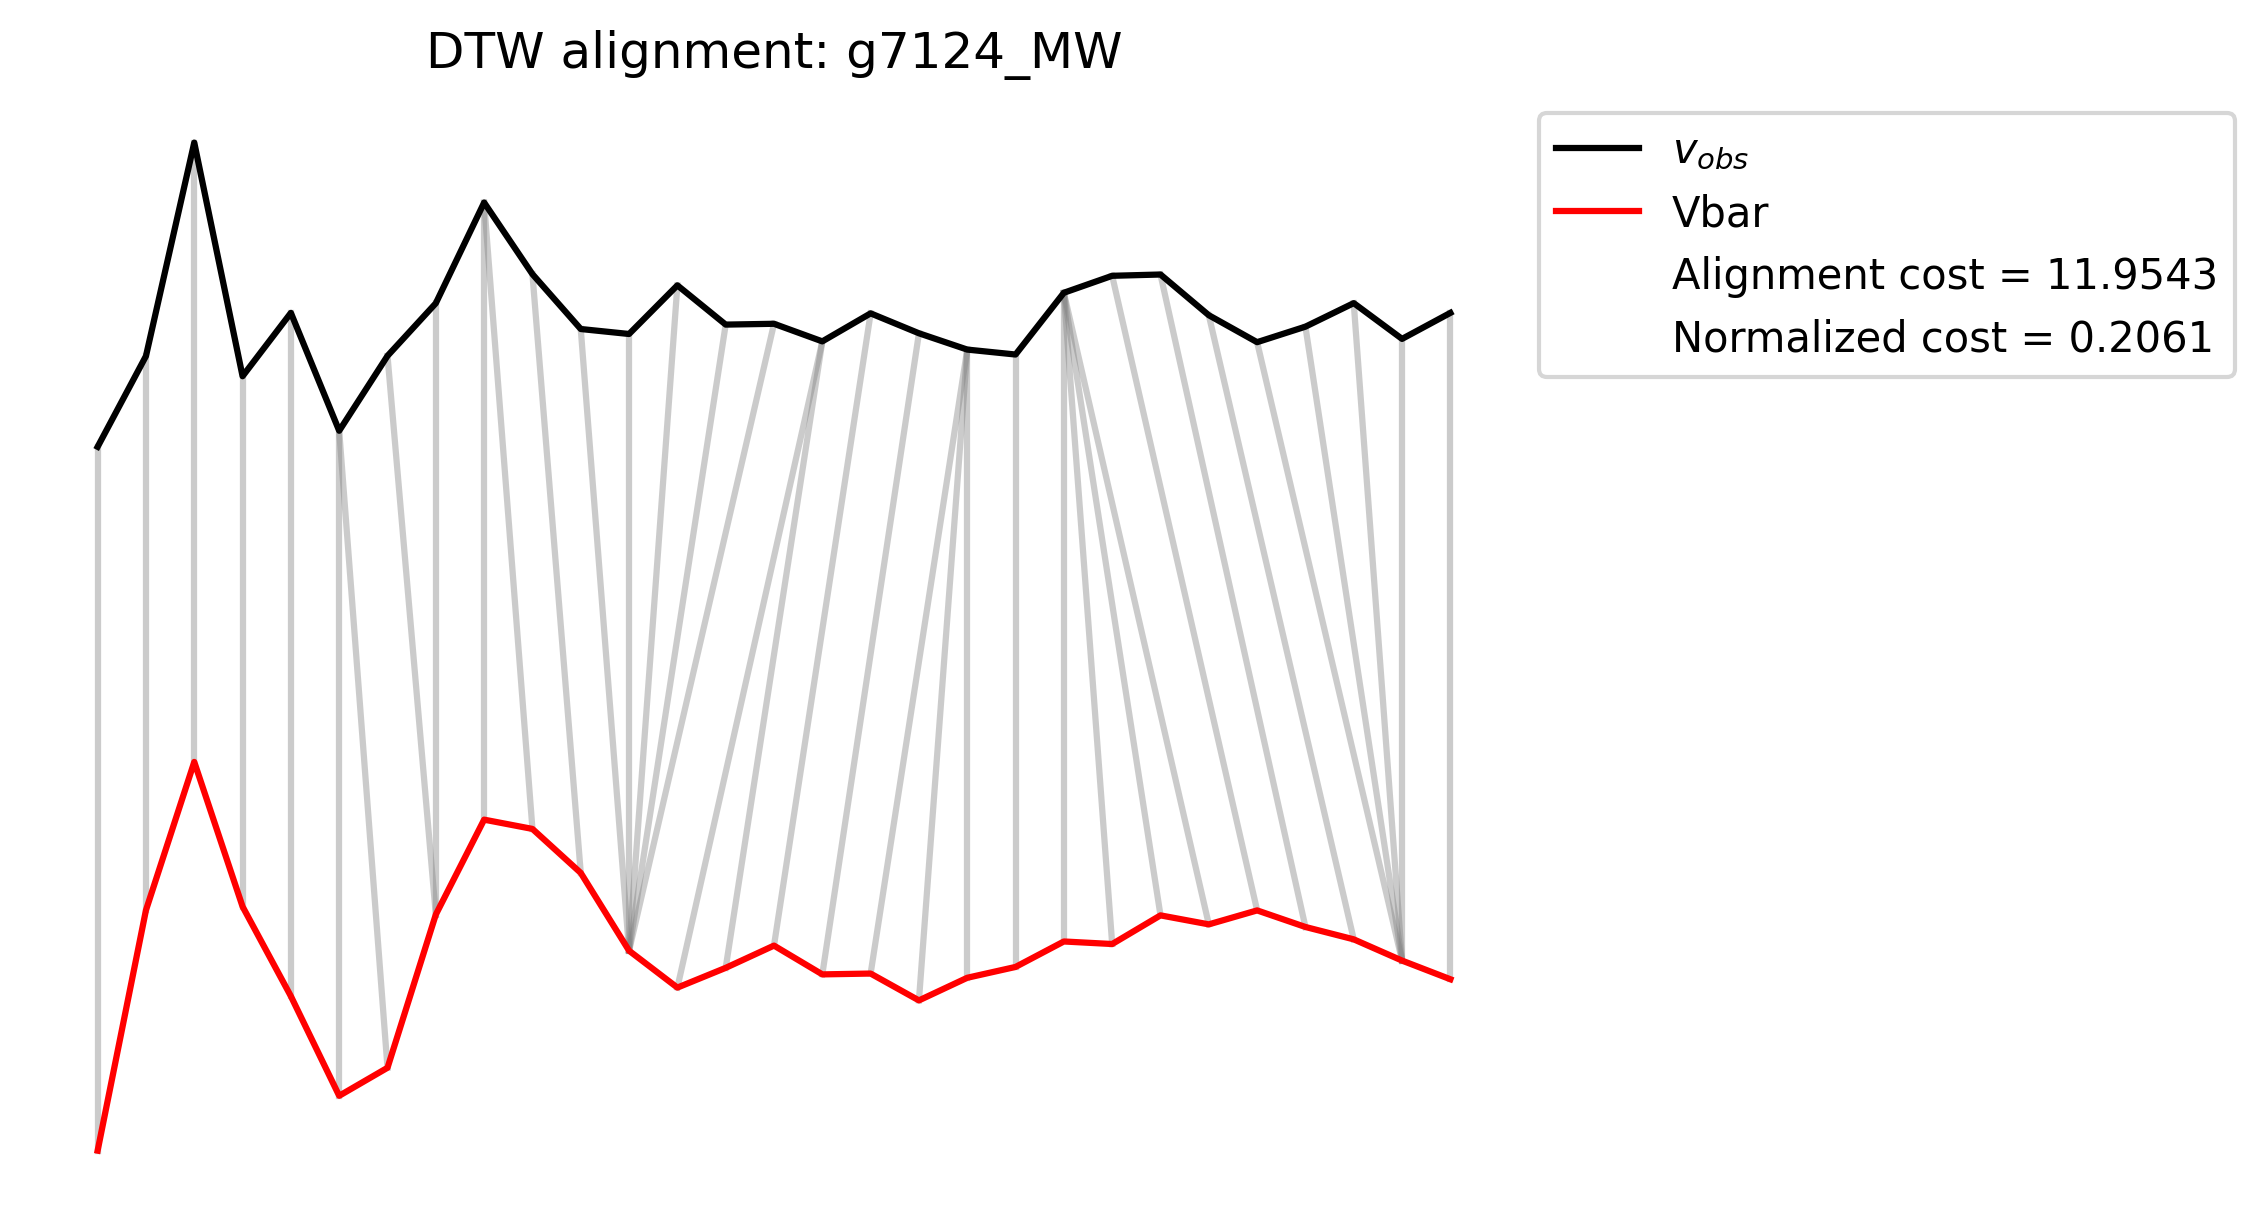 DTW alignment: g7124_MW
v_obs
Vbar
Alignment cost = 11.9543
Normalized cost = 0.2061